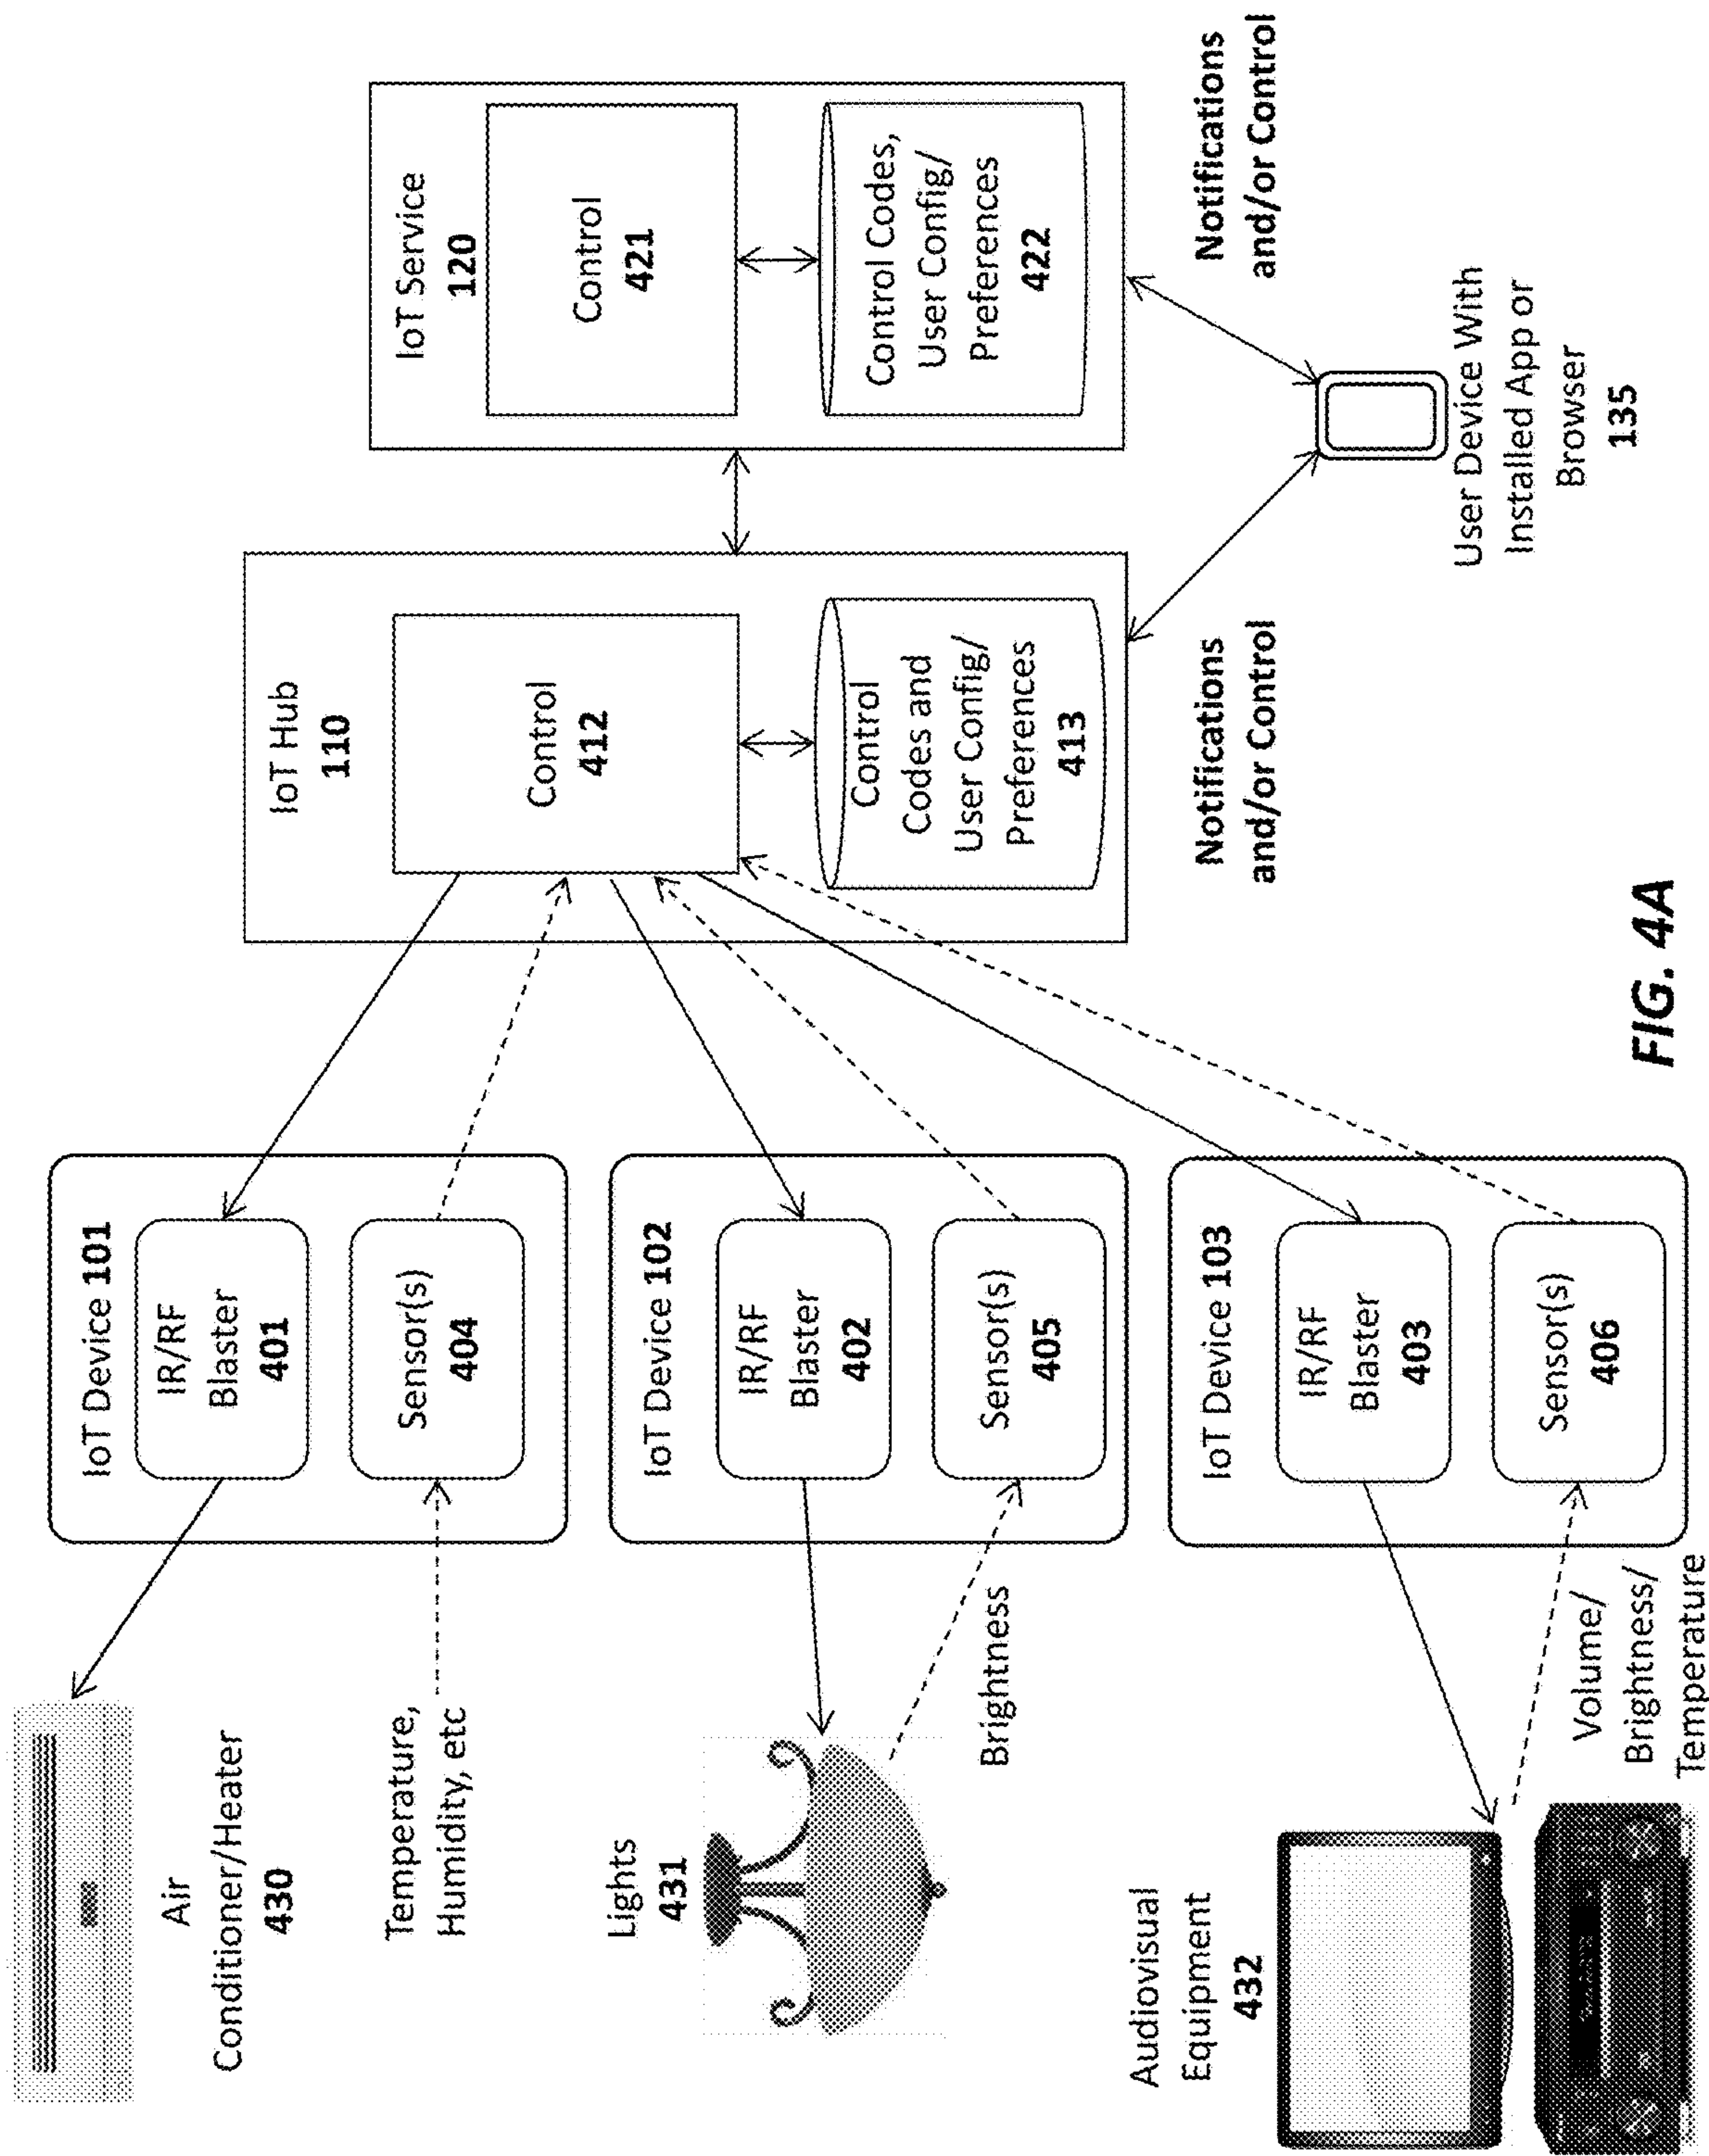 Air
Conditioner/Heater
430
Temperature,
Humidity, etc
Lights
431
Brightness
Audiovisual
Equipment
432
Volume/
Brightness/
Temperature
IoT Device 101
IR/RF
Blaster
401
Sensor(s)
404
IoT Device 102
IR/RF
Blaster
402
Sensor(s)
405
IoT Device 103
IR/RF
Blaster
403
Sensor(s)
406
IoT Hub
110
Control
412
Control
Codes and
User Config/
Preferences
413
Notifications
and/or Control
IoT Service
120
Control
421
Control Codes,
User Config/
Preferences
422
Notifications
and/or Control
User Device With
Installed App or
Browser
135
FIG. 4A